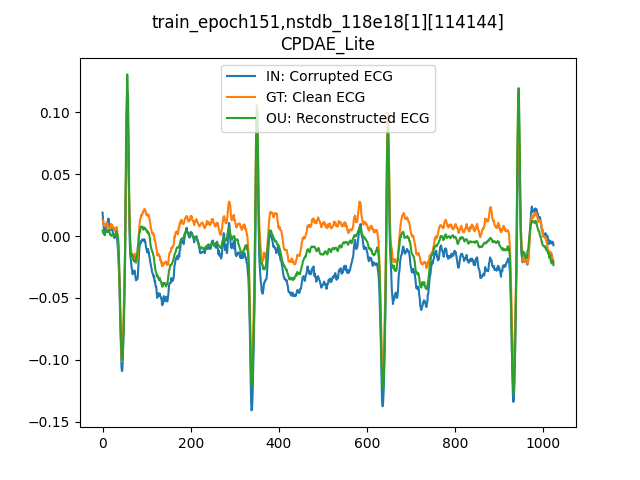 train_epoch151,nstdb_118e18[1][114144]
CPDAE_Lite
IN: Corrupted ECG
GT: Clean ECG
OU: Reconstructed ECG
0.10
0.05
0.00
−0.05
−0.10
−0.15
0 200 400 600 800 1000